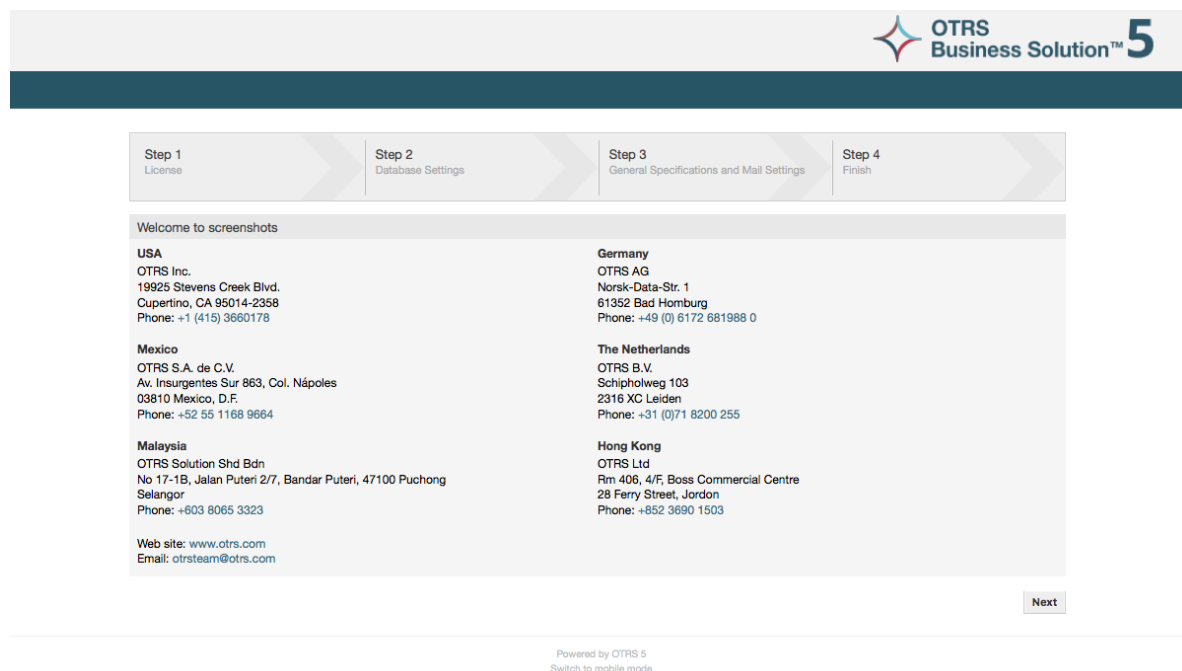 OTRS
Business Solution™ 5
Step 1
License
Step 2
Database Settings
Step 3
General Specifications and Mail Settings
Step 4
Finish
Welcome to screenshots
USA
OTRS Inc.
19925 Stevens Creek Blvd.
Cupertino, CA 95014-2358
Phone: +1 (415) 3660178
Germany
OTRS AG
Norsk-Data-Str. 1
61352 Bad Homburg
Phone: +49 (0) 6172 681988 0
Mexico
OTRS S.A. de C.V.
Av. Insurgentes Sur 863, Col. Nápoles
03810 Mexico, D.F.
Phone: +52 55 1168 9664
The Netherlands
OTRS B.V.
Schipholweg 103
2316 XC Leiden
Phone: +31 (0)71 8200 255
Malaysia
OTRS Solution Shd Bdn
No 17-1B, Jalan Puteri 2/7, Bandar Puteri, 47100 Puchong
Selangor
Phone: +603 8065 3323
Hong Kong
OTRS Ltd
Rm 406, 4/F, Boss Commercial Centre
28 Ferry Street, Jordon
Phone: +852 3690 1503
Web site: www.otrs.com
Email: otrsteam@otrs.com
Next
Powered by OTRS 5
Switch to mobile mode